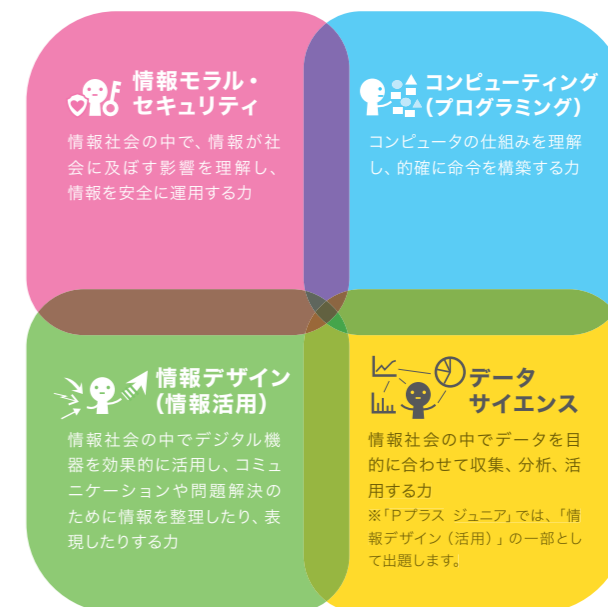 情報モラル・
セキュリティ
情報社会の中で、情報が社
会に及ぼす影響を理解し、
情報を安全に運用する力
コンピューティング
(プログラミング)
コンピュータの仕組みを理解
し、的確に命令を構築する力
情報デザイン
(情報活用)
情報社会の中でデジタル機
器を効果的に活用し、コミュ
ニケーションや問題解決の
ために情報を整理したり、表
現したりする力
データ
サイエンス
情報社会の中でデータを目
的に合わせて収集、分析、活
用する力
※「Pプラス ジュニア」では、「情
報デザイン(活用)」の一部とし
て出題します。